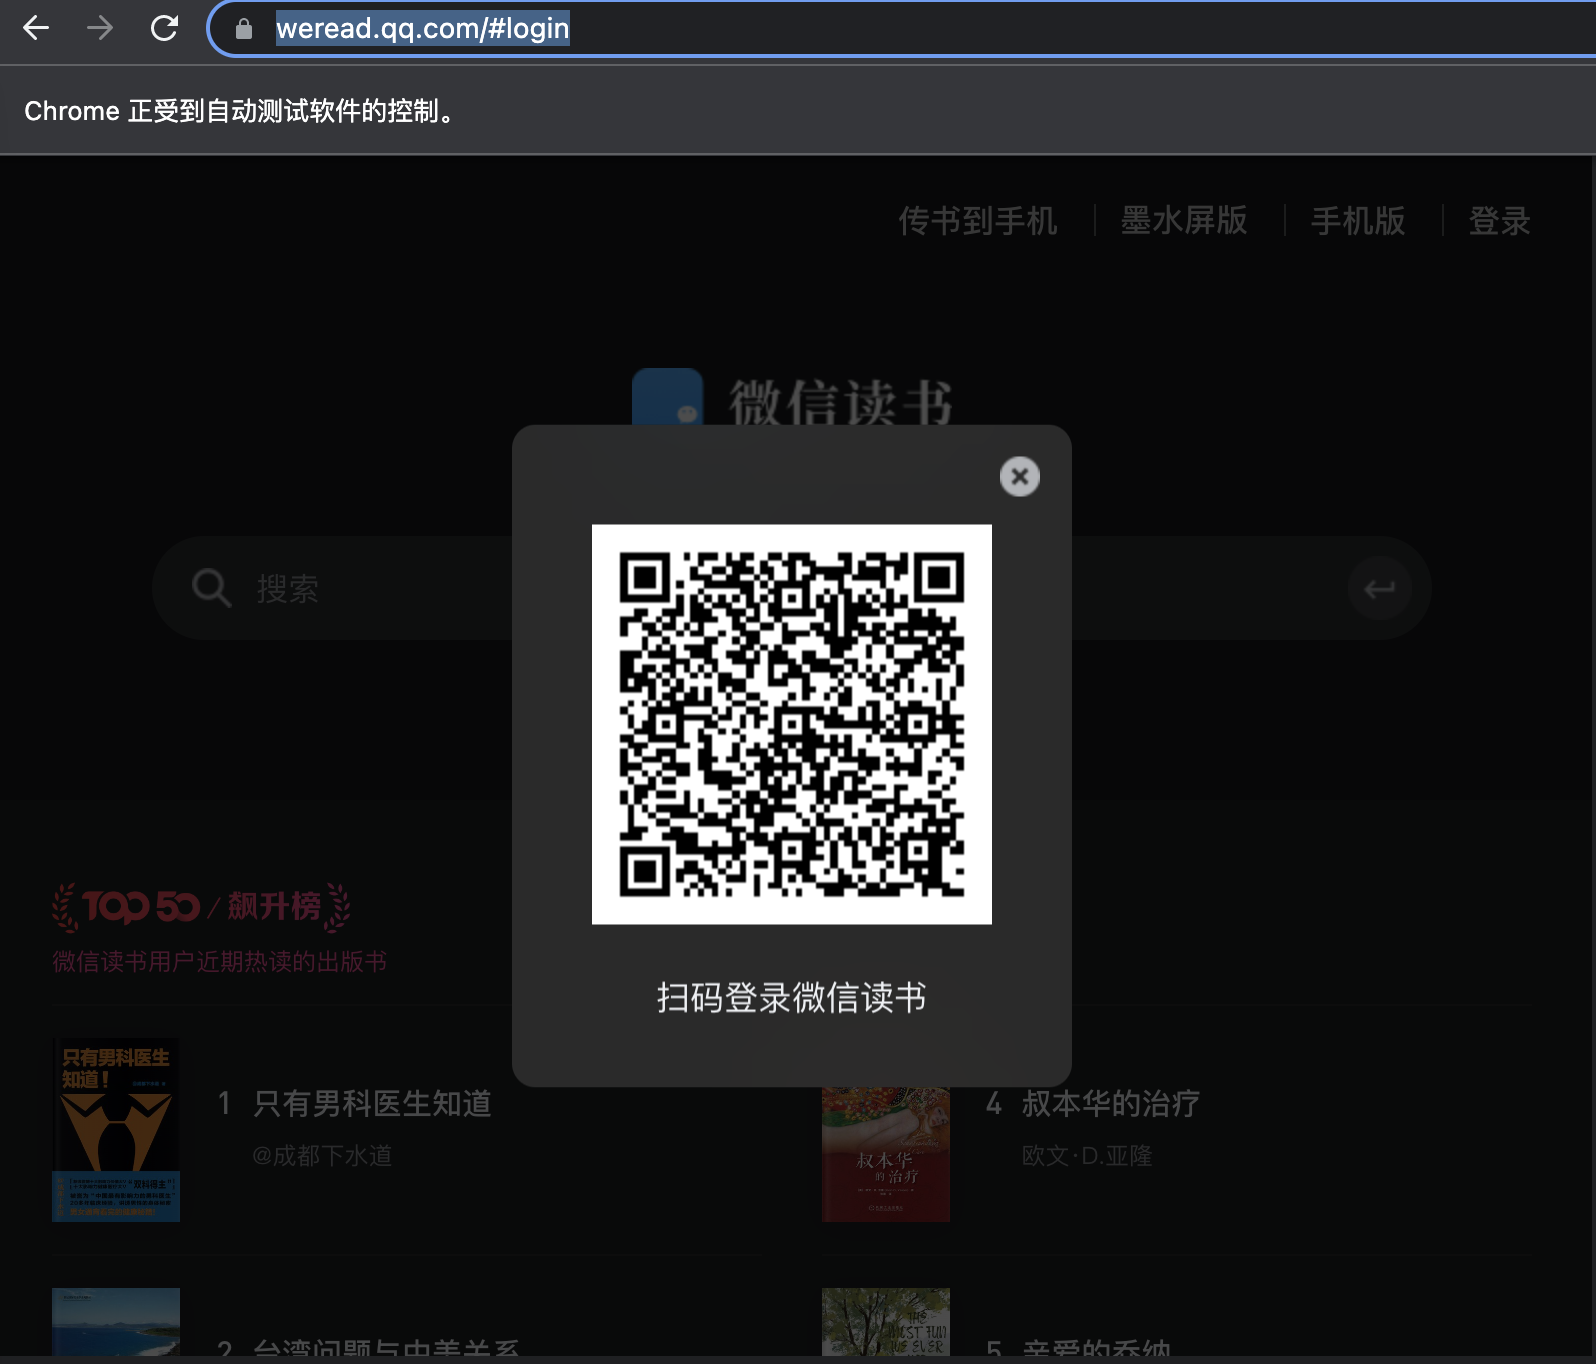 weread.qq.com/#login
Chrome 正受到自动测试软件的控制。
传书到手机
墨水屏版
手机版
登录
微信读书
搜索
扫码登录微信读书
TOP 50 / 飙升榜
微信读书用户近期热读的出版书
只有男科医生
知道！
1 只有男科医生知道
@成都下水道
叔本华
的治疗
4 叔本华的治疗
欧文·D.亚隆
2 台湾问题与中美关系
THE
MOST FUN
WE EVER
5 亲爱的乔纳